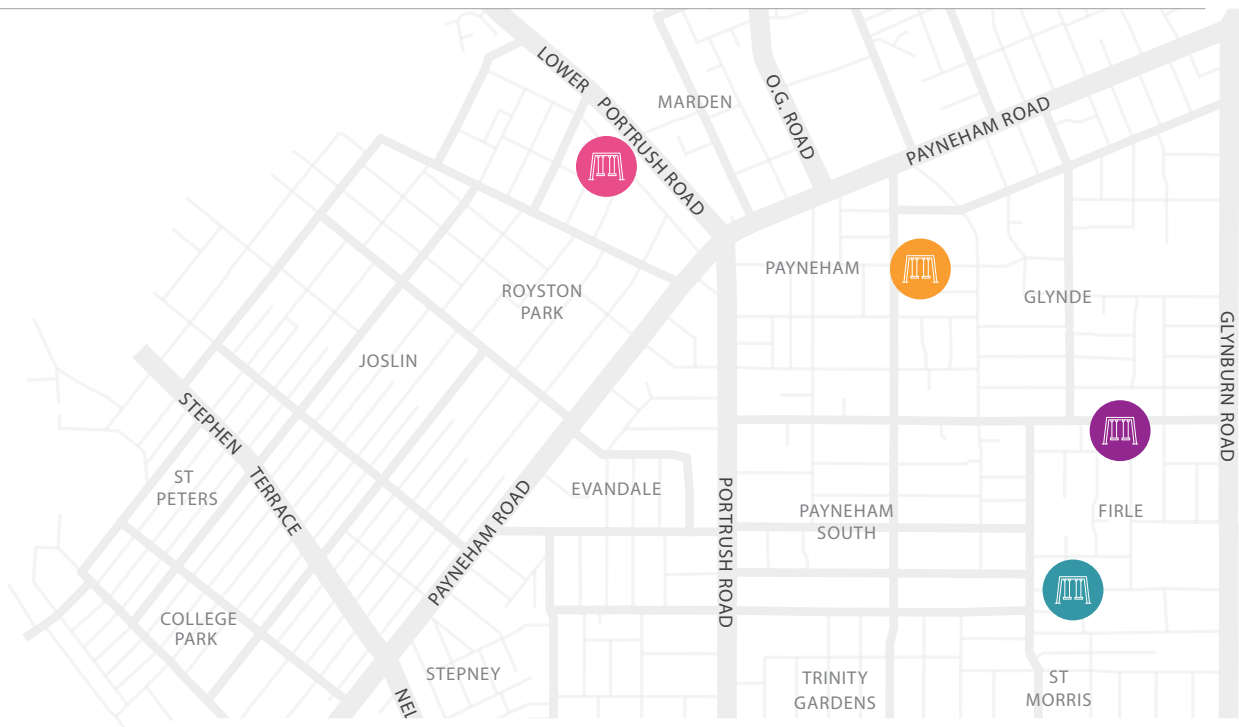 LOWER PORTRUSH ROAD
MARDEN
O.G. ROAD
PAYNEHAM ROAD
PAYNEHAM
GLYNDE
ROYSTON
PARK
JOSLIN
GLYNBURN ROAD
STEPHEN TERRACE
ST
PETERS
EVANDALE
PAYNEHAM ROAD
PORTRUSH ROAD
PAYNEHAM
SOUTH
FIRLE
COLLEGE
PARK
STEPNEY
NEL
TRINITY
GARDENS
ST
MORRIS